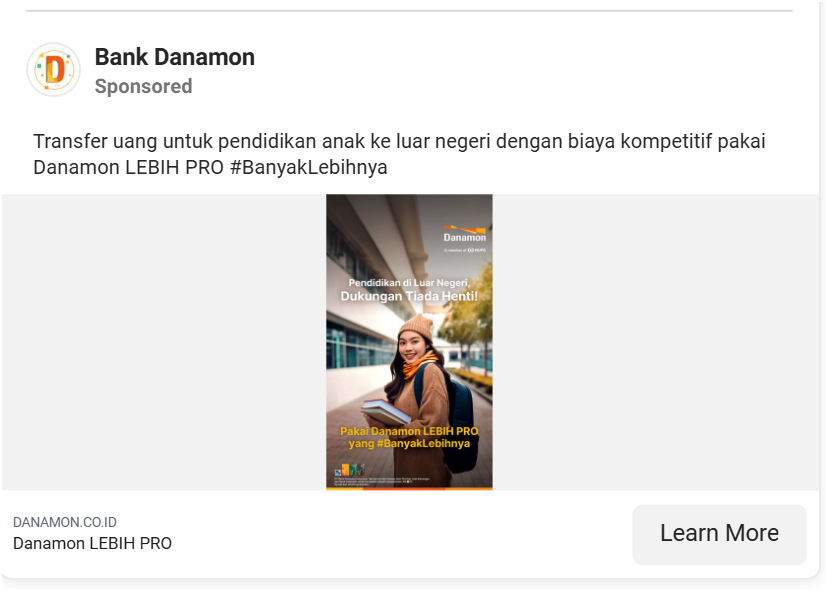 Bank Danamon
Sponsored
Transfer uang untuk pendidikan anak ke luar negeri dengan biaya kompetitif pakai
Danamon LEBIH PRO #BanyakLebihnya
Danamon
A member of MUFG
Pendidikan di Luar Negeri,
Dukungan Tiada Henti!
Pakai Danamon LEBIH PRO
yang #BanyakLebihnya
DANAMON.CO.ID
Danamon LEBIH PRO
Learn More